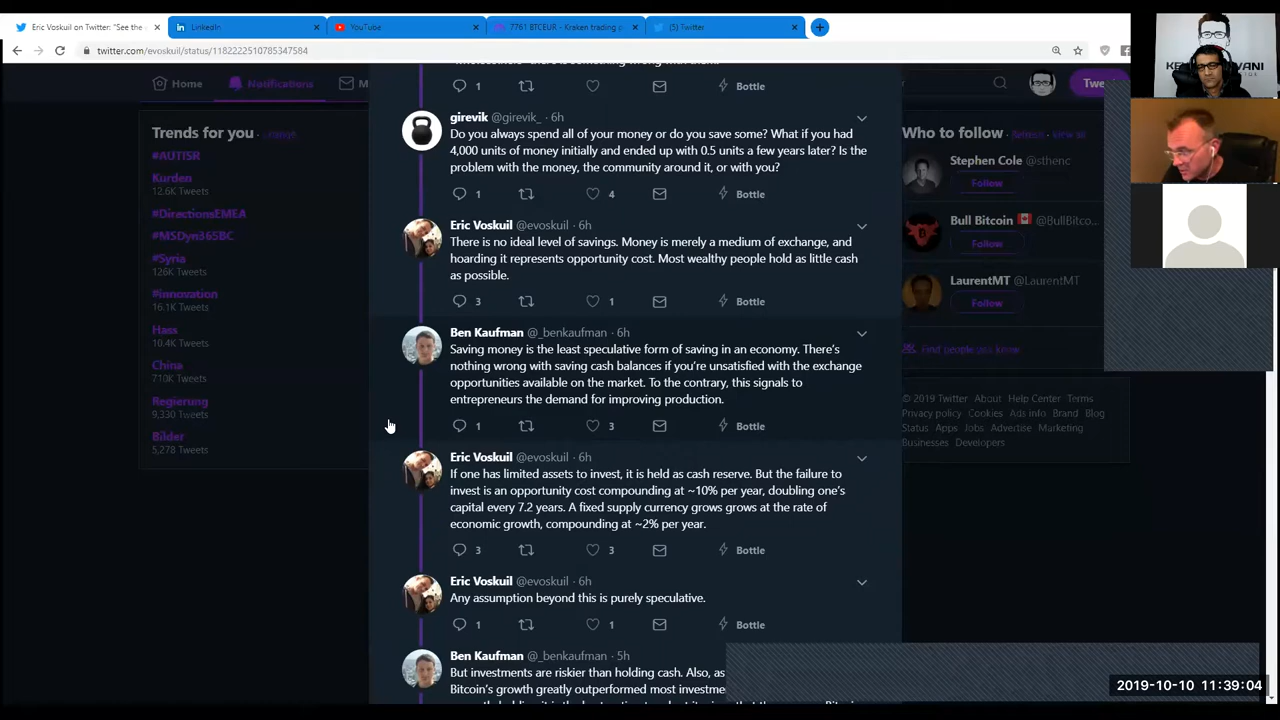 Eric Voskuil on Twitter: "See the
LinkedIn
YouTube
7761 BTCEUR - Kraken trading
(5) Twitter
twitter.com/evoskuil/status/1182222510785347584
Home
Notifications
M
Twe
Trends for you
#AUTISR
Kurden
12.6K Tweets
#DirectionsEMEA
#MSDyn365BC
#Syria
126K Tweets
#innovation
16.1K Tweets
Hass
10.4K Tweets
China
710K Tweets
Regierung
9,330 Tweets
Bilder
5,278 Tweets
1
Bottle
girevik @girevik_ · 6h
Do you always spend all of your money or do you save some? What if you had
4,000 units of money initially and ended up with 0.5 units a few years later? Is the
problem with the money, the community around it, or with you?
1 4 Bottle
Eric Voskuil @evoskuil · 6h
There is no ideal level of savings. Money is merely a medium of exchange, and
hoarding it represents opportunity cost. Most wealthy people hold as little cash
as possible.
3 1 Bottle
Ben Kaufman @_benkaufman · 6h
Saving money is the least speculative form of saving in an economy. There's
nothing wrong with saving cash balances if you're unsatisfied with the exchange
opportunities available on the market. To the contrary, this signals to
entrepreneurs the demand for improving production.
1 3 Bottle
Eric Voskuil @evoskuil · 6h
If one has limited assets to invest, it is held as cash reserve. But the failure to
invest is an opportunity cost compounding at ~10% per year, doubling one's
capital every 7.2 years. A fixed supply currency grows grows at the rate of
economic growth, compounding at ~2% per year.
3 3 Bottle
Eric Voskuil @evoskuil · 6h
Any assumption beyond this is purely speculative.
1 1 Bottle
Ben Kaufman @_benkaufman · 5h
But investments are riskier than holding cash. Also, as
Bitcoin's growth greatly outperformed most investme
Who to follow
Stephen Cole @sthenc
Follow
Bull Bitcoin @BullBitco...
Follow
LaurentMT @LaurentMT
Follow
Find people you know
© 2019 Twitter About Help Center Terms
Privacy policy Cookies Ads info Brand Blog
Status Apps Jobs Advertise Marketing
Businesses Developers
2019-10-10 11:39:04